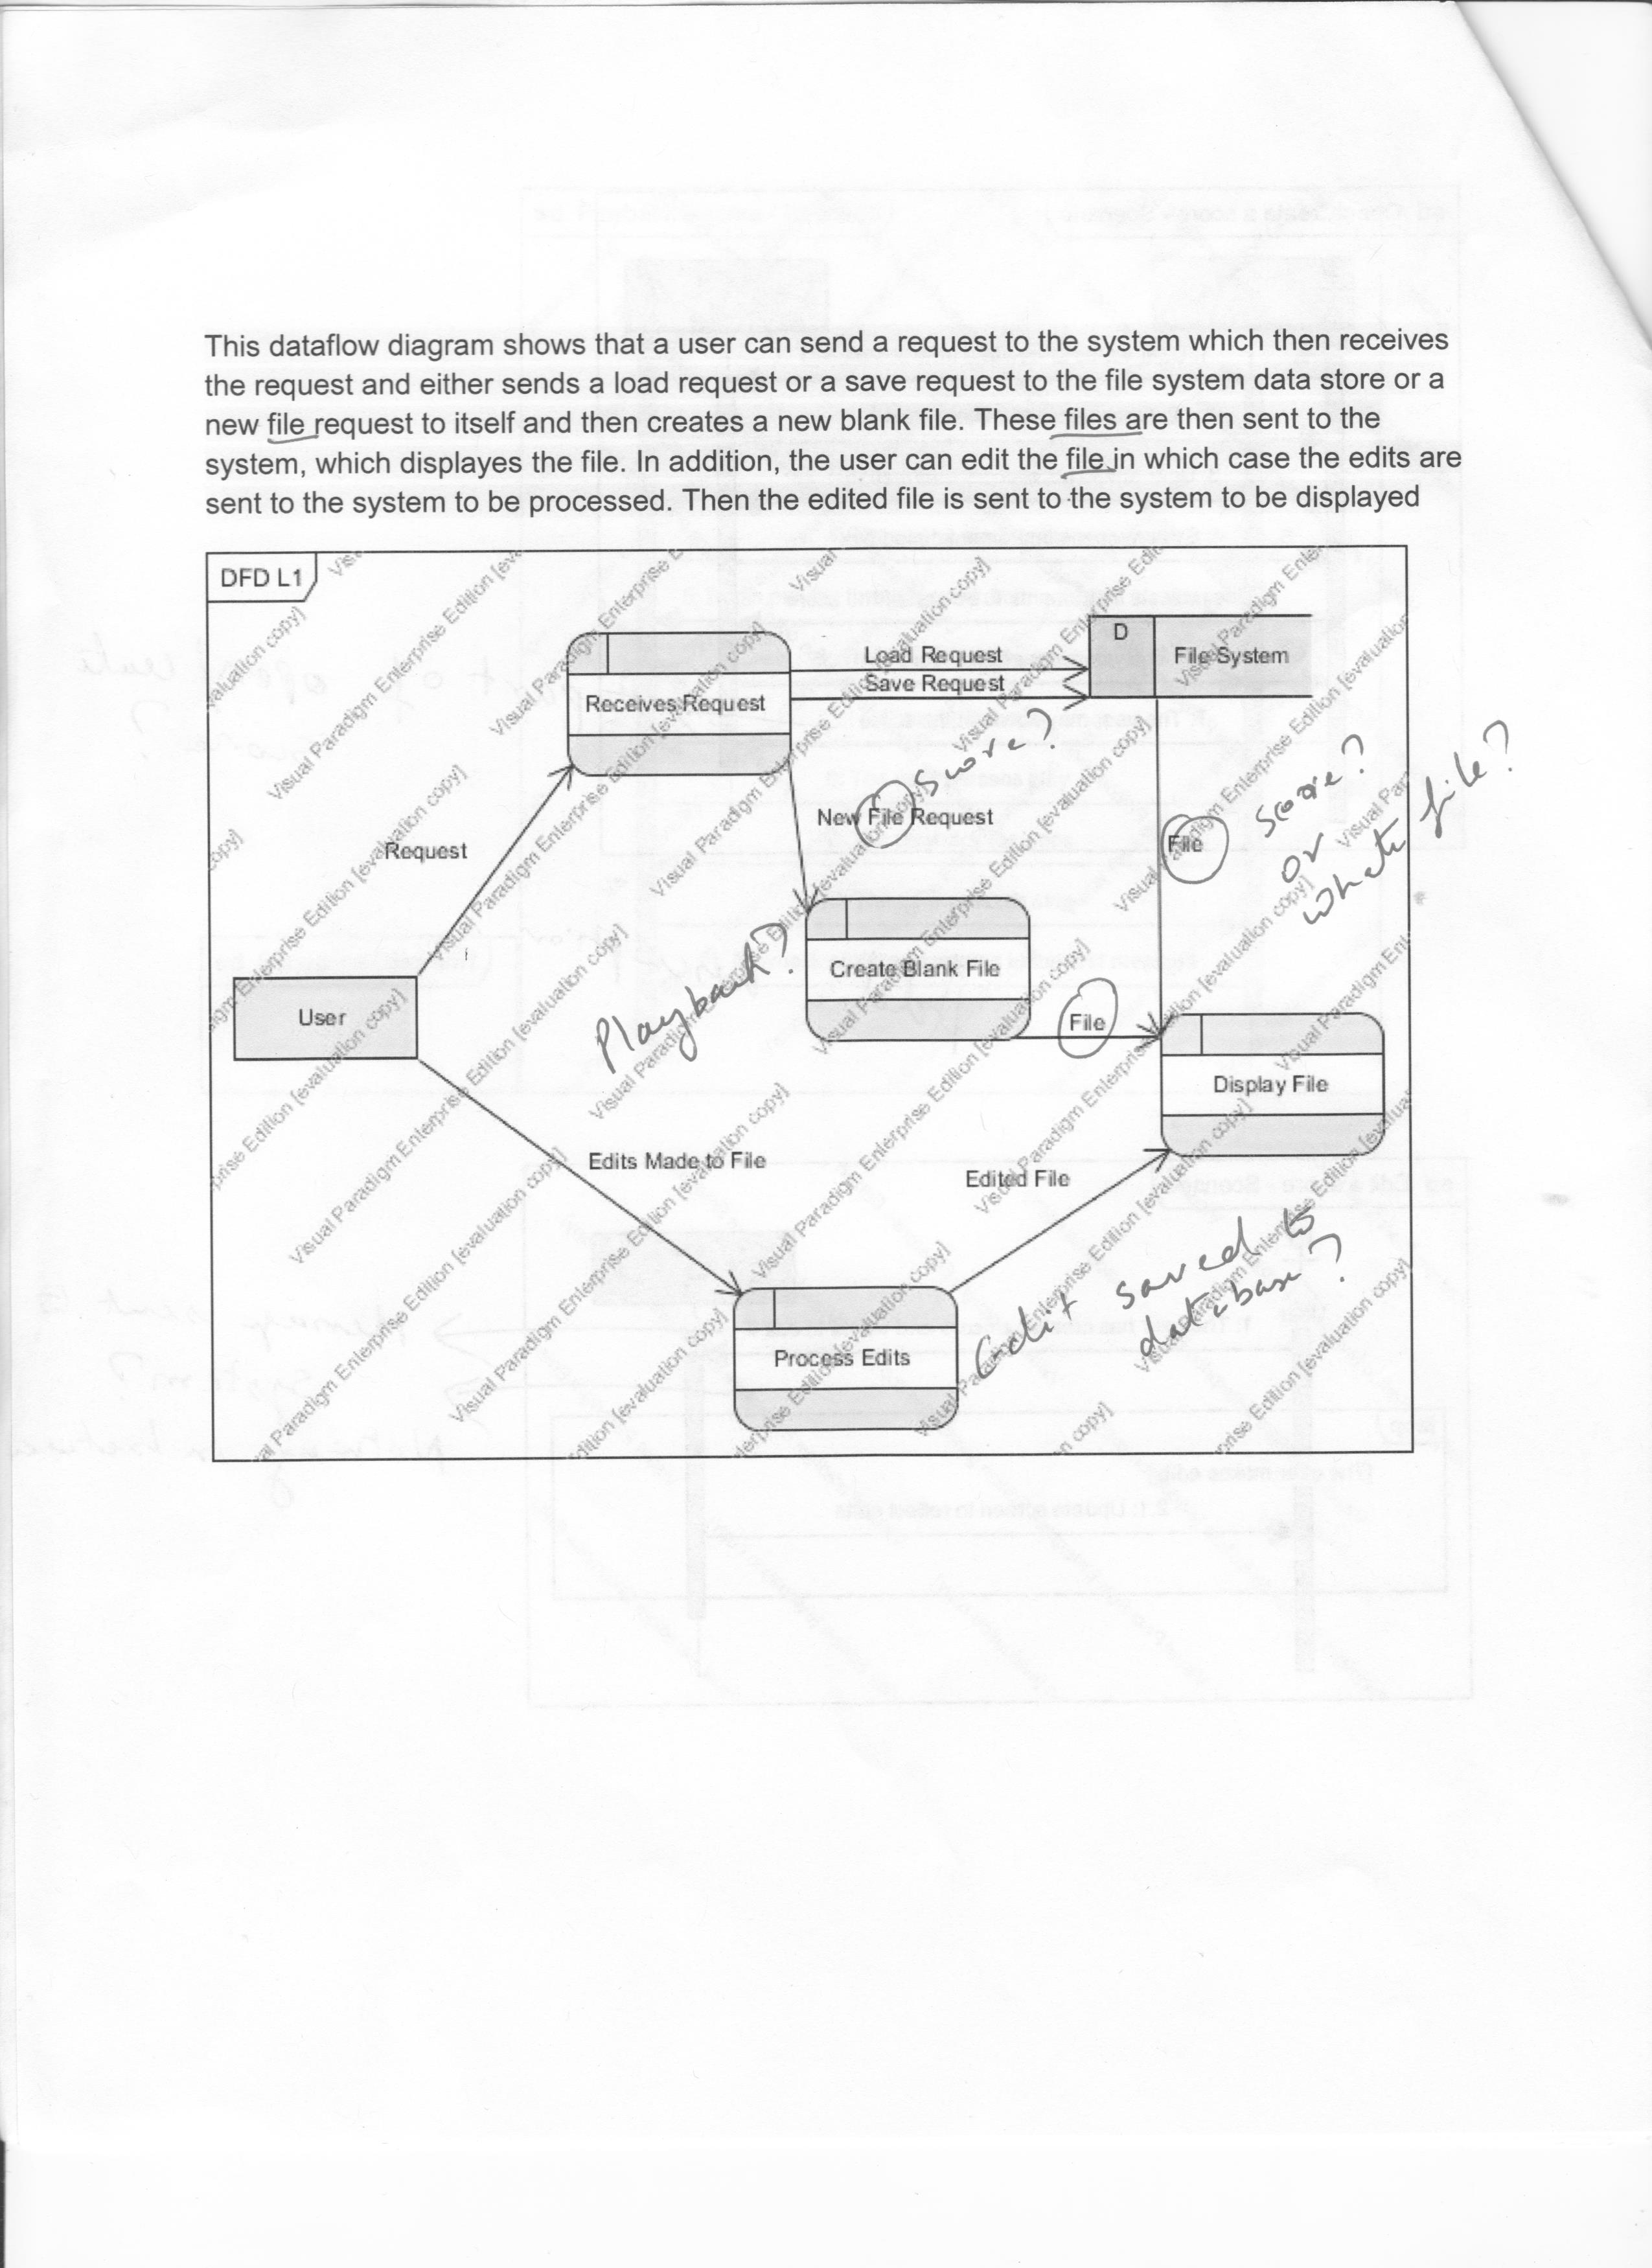 This dataflow diagram shows that a user can send a request to the system which then receives
the request and either sends a load request or a save request to the file system data store or a
new file request to itself and then creates a new blank file. These files are then sent to the
system, which displayes the file. In addition, the user can edit the file in which case the edits are
sent to the system to be processed. Then the edited file is sent to the system to be displayed
DFD L1
Load Request
Save Request
D
File System
Receives Request
Score?
New File Request
Request
File
Score?
or
what file?
Playback?
Create Blank File
User
File
Display File
Edits Made to File
Edited File
Edit saved to
database?
Process Edits
Visual Paradigm Enterprise Edition [evaluation copy]